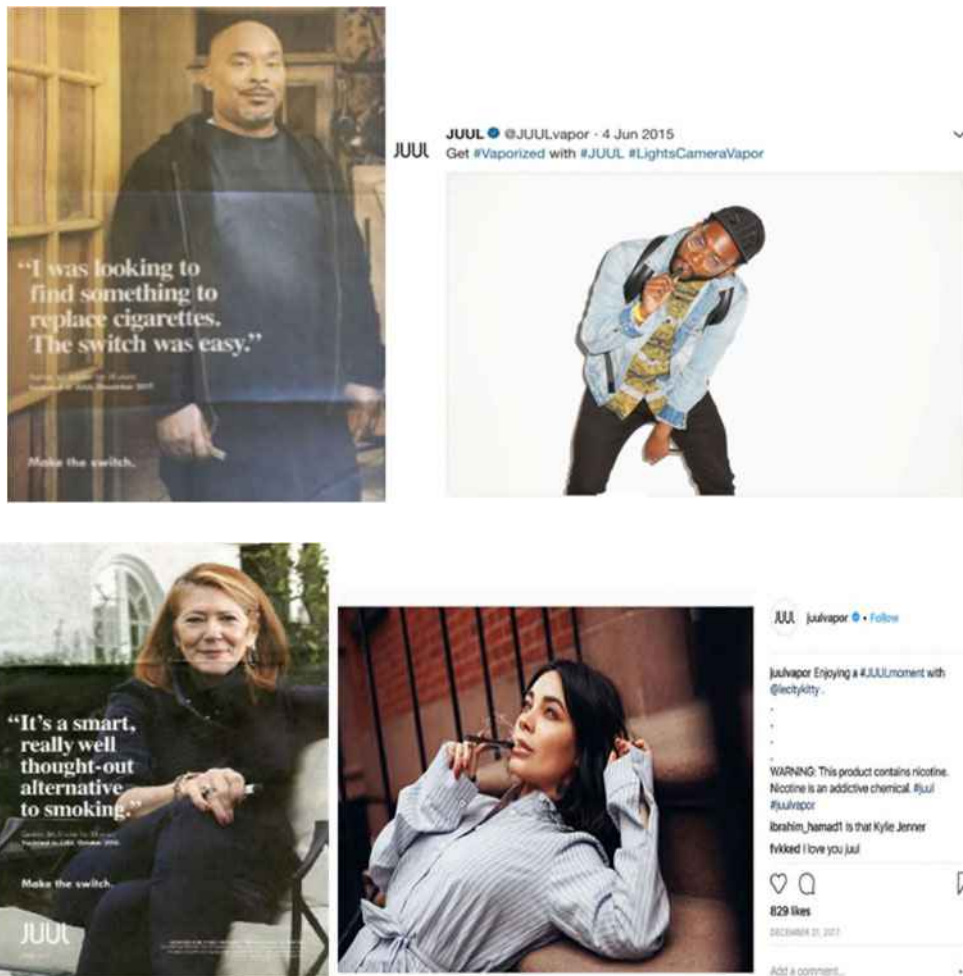 “I was looking to
find something to
replace cigarettes.
The switch was easy.”
Make the switch.
JUUL
JUUL @JUULvapor · 4 Jun 2015
Get #Vaporized with #JUUL #LightsCameraVapor
“It’s a smart,
really well
thought-out
alternative
to smoking.”
Make the switch.
JUUL
JUUL juulvapor • Follow
juulvapor Enjoying a #JUULmoment with
@lecitykitty .
.
.
.
.
WARNING: This product contains nicotine.
Nicotine is an addictive chemical. #juul
#juulvapor
ibrahim_hamad1 Is that Kylie Jenner
fvkked I love you juul
829 likes
DECEMBER 21, 2017
Add a comment...